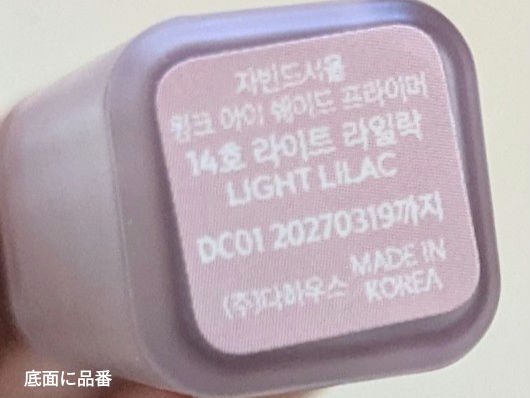 자빈드서울
윙크 아이 쉐이드 프라이머
14호 라이트 라일락
LIGHT LILAC
DC01 20270319까지
(주)다하우스 MADE IN KOREA
底面に品番